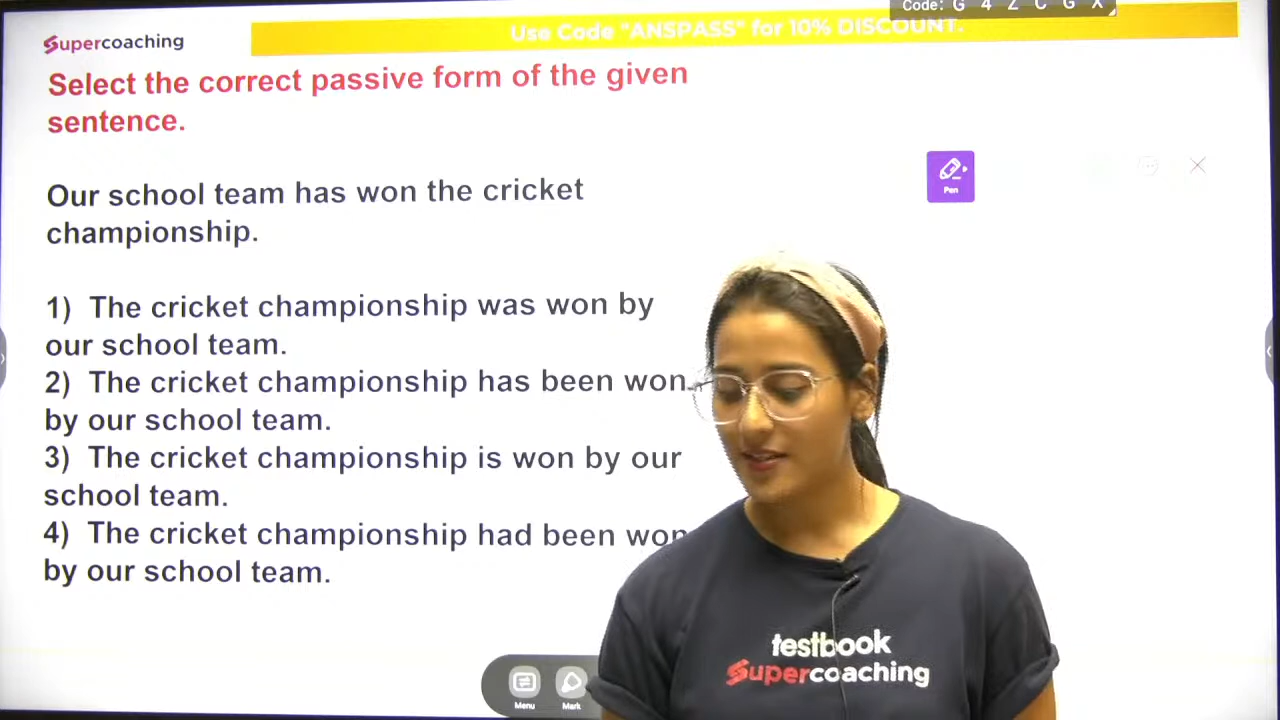 Code: G 4 Z C G X
Supercoaching
Use Code "ANSPASS" for 10% DISCOUNT.
Select the correct passive form of the given
sentence.
Our school team has won the cricket
championship.
Pen
1) The cricket championship was won by
our school team.
2) The cricket championship has been won
by our school team.
3) The cricket championship is won by our
school team.
4) The cricket championship had been won
by our school team.
testbook
Supercoaching
Menu
Mark